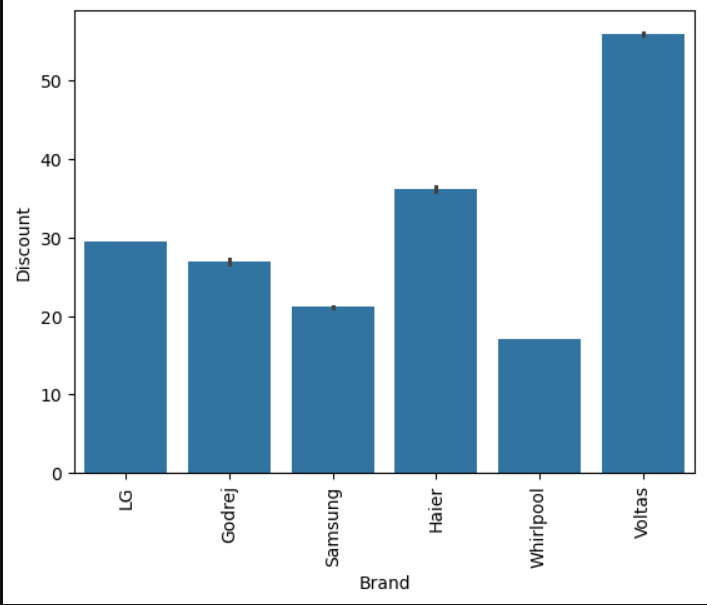 50
40
30
20
10
0
Discount
LG
Godrej
Samsung
Haier
Whirlpool
Voltas
Brand